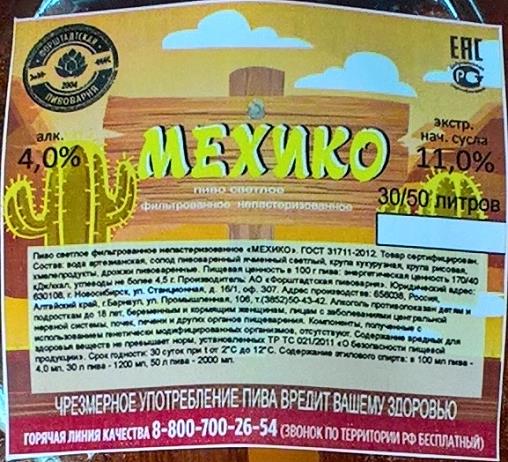 ФОРШТАДТСКАЯ
2004
ПИВОВАРНЯ
ЕАС
РСТ
алк.
4,0%
МЕХИКО
экстр.
нач. сусла
11,0%
пиво светлое
фильтрованное непастеризованное
30/50 литров
Пиво светлое фильтрованное непастеризованное «МЕХИКО». ГОСТ 31711-2012. Товар сертифицирован.
Состав: вода артезианская, солод пивоваренный ячменный светлый, крупа кукурузная, крупа рисовая,
хмелепродукты, дрожжи пивоваренные. Пищевая ценность в 100 г пива: энергетическая ценность 170/40
кДж/ккал, углеводы не более 4,5 г. Производитель: АО «Форштадтская пивоварня». Юридический адрес:
630108, г. Новосибирск, ул. Станционная, д. 16/1, оф. 307. Адрес производства: 656038, Россия,
Алтайский край, г.Барнаул, ул. Промышленная, 106, т.(3852)50-43-42. Алкоголь противопоказан детям и
подросткам до 18 лет, беременным и кормящим женщинам, лицам с заболеваниями центральной
нервной системы, почек, печени и других органов пищеварения. Компоненты, полученные с
использованием генетически модифицированных организмов, отсутствуют. Содержание вредных для
здоровья веществ не превышает норм, установленных ТР ТС 021/2011 «О безопасности пищевой
продукции». Срок годности: 30 суток при t от 2°С до 12°С. Содержание этилового спирта: в 100 мл пива -
4,0 мл, 30 л пива - 1200 мл, 50 л пива - 2000 мл.
ЧРЕЗМЕРНОЕ УПОТРЕБЛЕНИЕ ПИВА ВРЕДИТ ВАШЕМУ ЗДОРОВЬЮ
ГОРЯЧАЯ ЛИНИЯ КАЧЕСТВА 8-800-700-26-54 (ЗВОНОК ПО ТЕРРИТОРИИ РФ БЕСПЛАТНЫЙ)